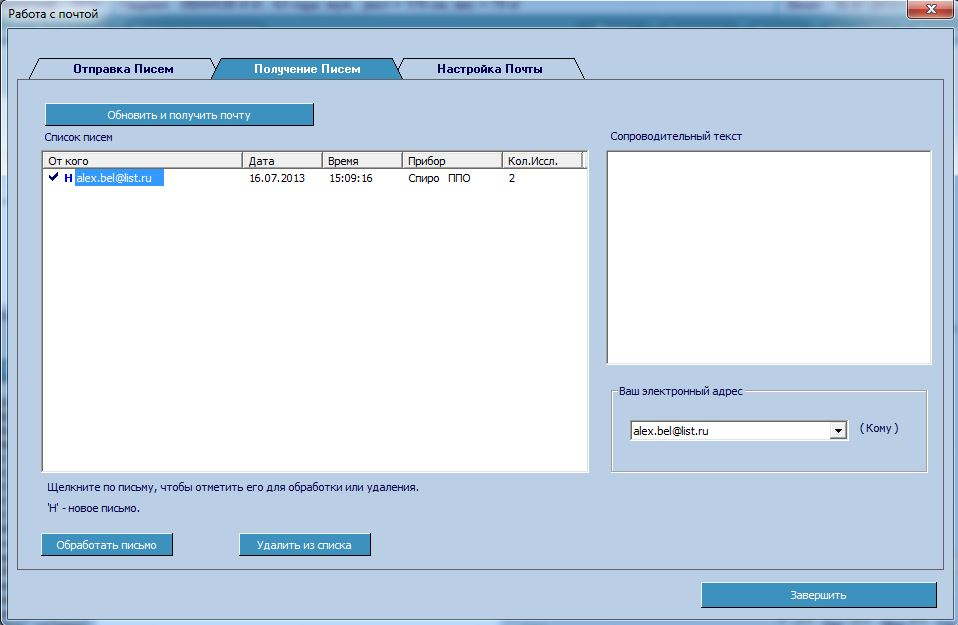 Работа с почтой
Отправка Писем
Получение Писем
Настройка Почты
Обновить и получить почту
Список писем
Сопроводительный текст
От кого Дата Время Прибор Кол.Иссл.
Н alex.bel@list.ru 16.07.2013 15:09:16 Спиро ППО 2
Ваш электронный адрес
alex.bel@list.ru (Кому)
Щелкните по письму, чтобы отметить его для обработки или удаления.
'Н' - новое письмо.
Обработать письмо
Удалить из списка
Завершить